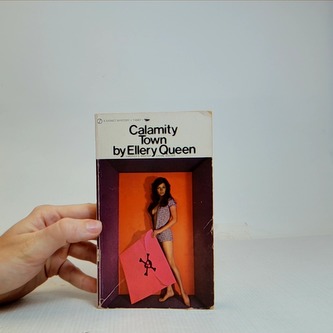 Calamity
Town
by Ellery Queen